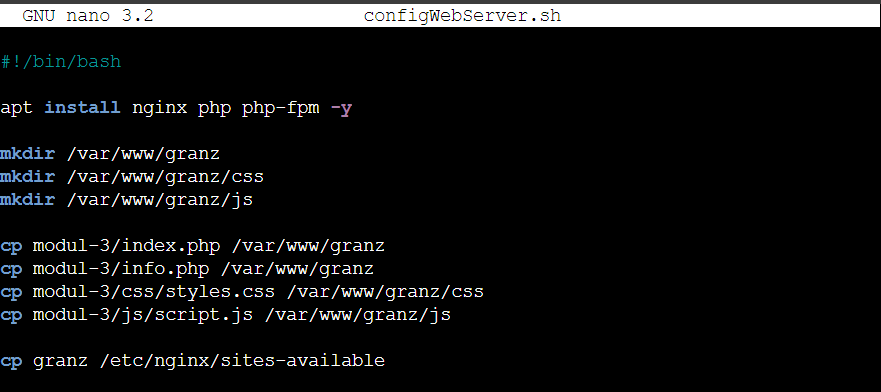 GNU nano 3.2 configWebServer.sh
#!/bin/bash
apt install nginx php php-fpm -y
mkdir /var/www/granz
mkdir /var/www/granz/css
mkdir /var/www/granz/js
cp modul-3/index.php /var/www/granz
cp modul-3/info.php /var/www/granz
cp modul-3/css/styles.css /var/www/granz/css
cp modul-3/js/script.js /var/www/granz/js
cp granz /etc/nginx/sites-available